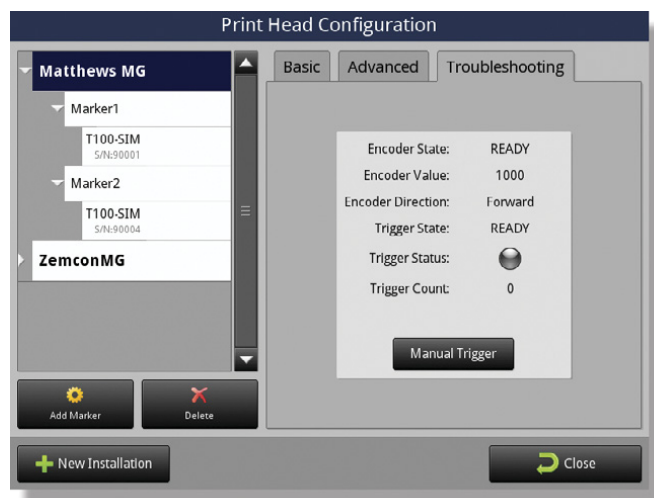 Print Head Configuration
Matthews MG
Marker1
T100-SIM
S/N:90001
Marker2
T100-SIM
S/N:90004
ZemconMG
Add Marker
Delete
Basic
Advanced
Troubleshooting
Encoder State: READY
Encoder Value: 1000
Encoder Direction: Forward
Trigger State: READY
Trigger Status:
Trigger Count: 0
Manual Trigger
New Installation
Close